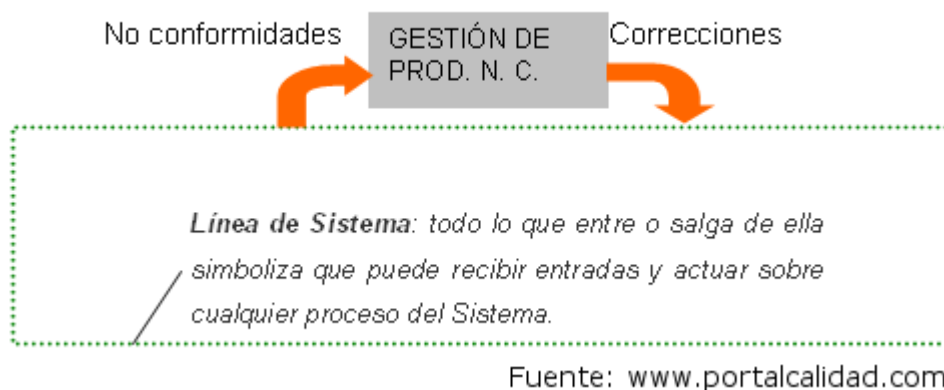 No conformidades
GESTIÓN DE
PROD. N. C.
Correcciones
Línea de Sistema: todo lo que entre o salga de ella
simboliza que puede recibir entradas y actuar sobre
cualquier proceso del Sistema.
Fuente: www.portalcalidad.com